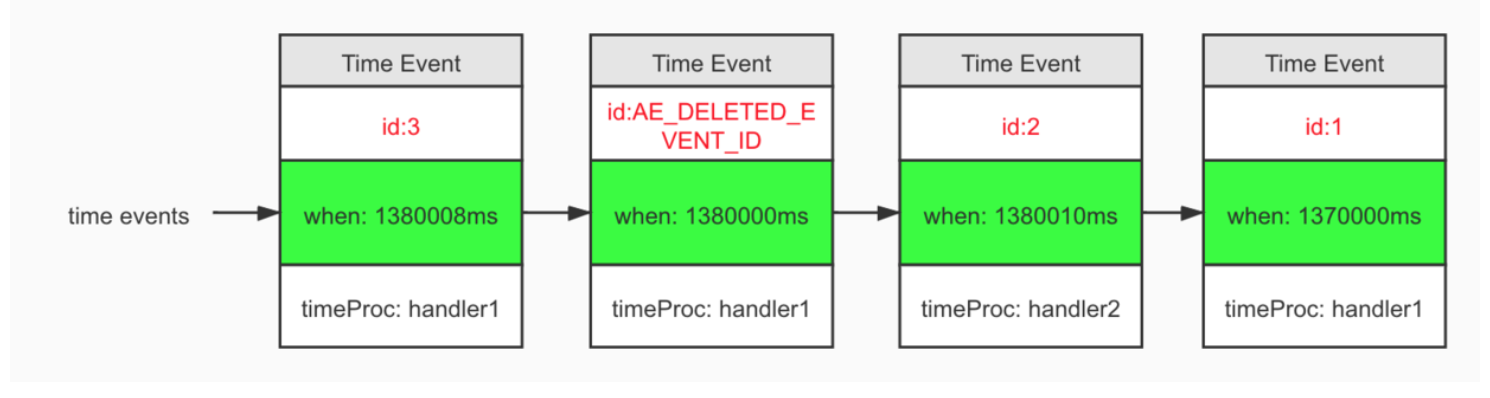 Time Event
Time Event
Time Event
Time Event
id:3
id:AE_DELETED_E
VENT_ID
id:2
id:1
time events
when: 1380008ms
when: 1380000ms
when: 1380010ms
when: 1370000ms
timeProc: handler1
timeProc: handler1
timeProc: handler2
timeProc: handler1